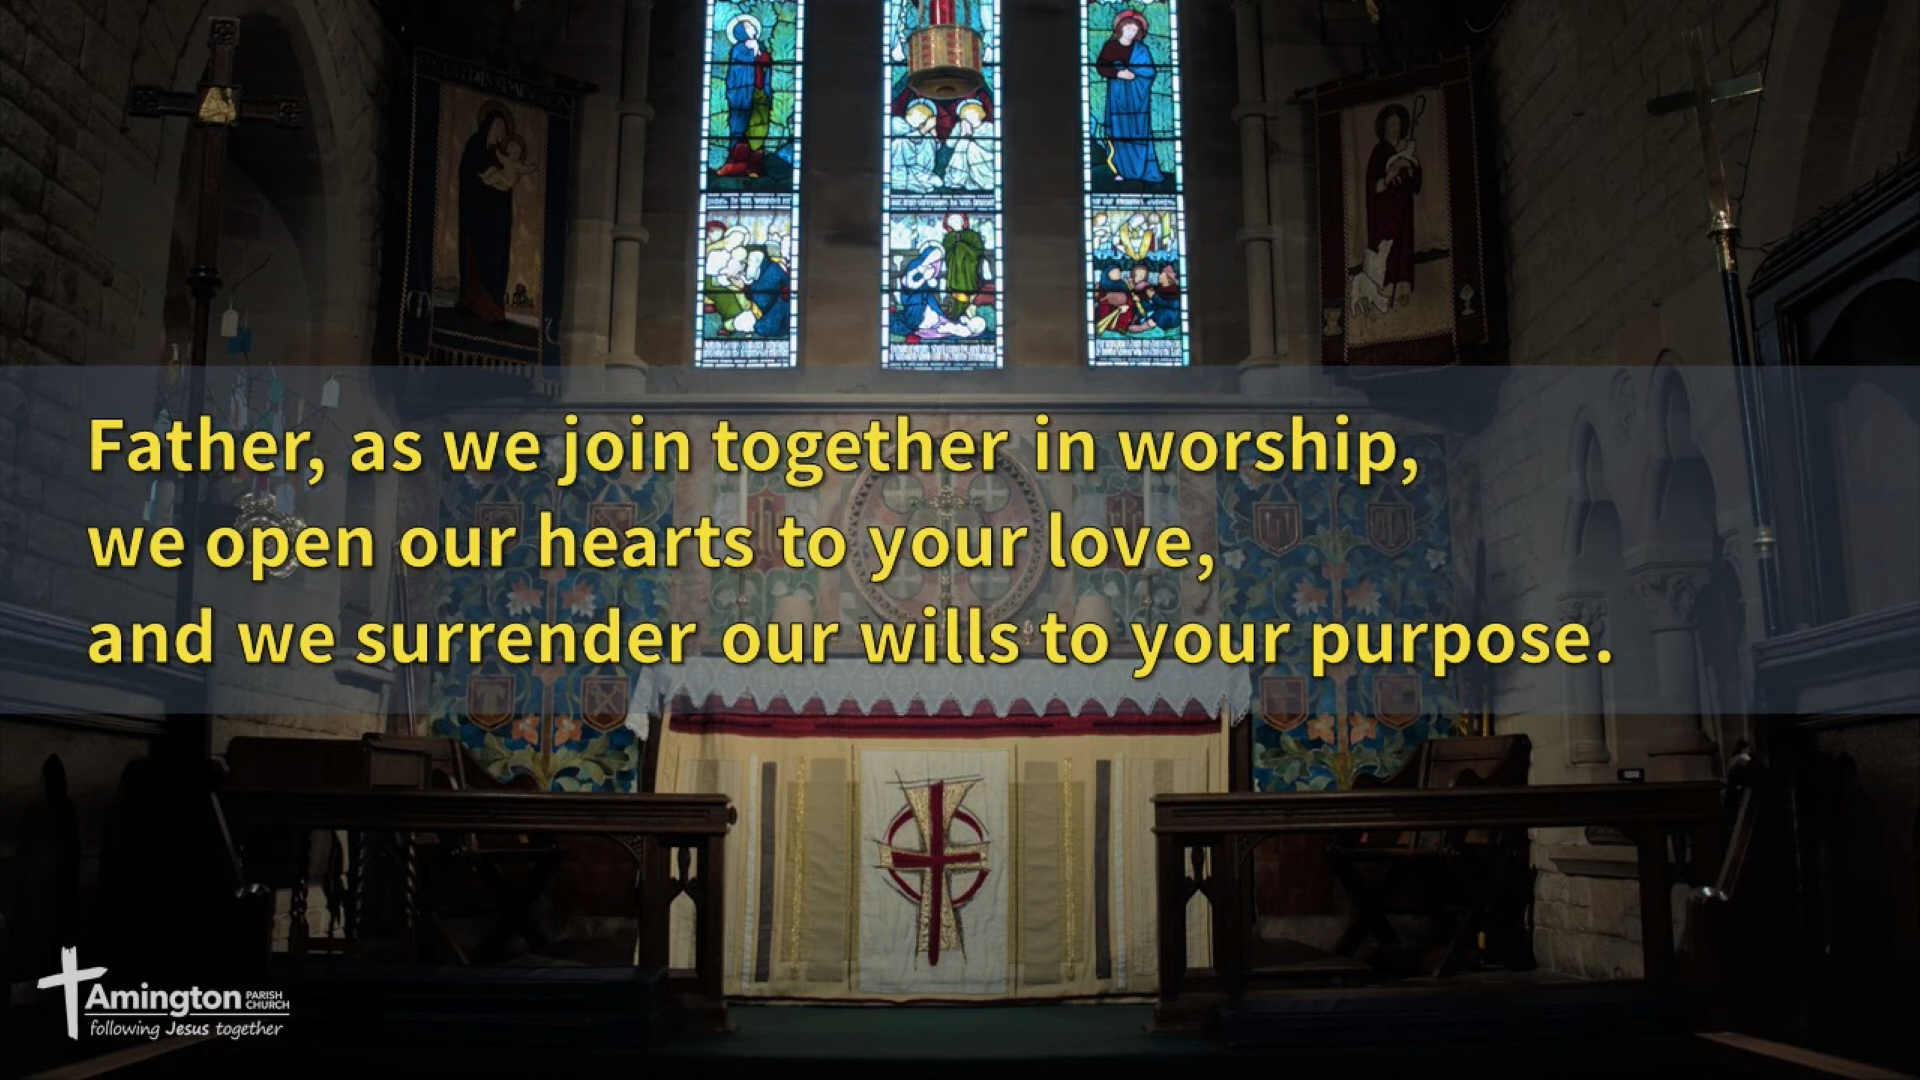 Father, as we join together in worship,
we open our hearts to your love,
and we surrender our wills to your purpose.
Amington PARISH CHURCH
following Jesus together